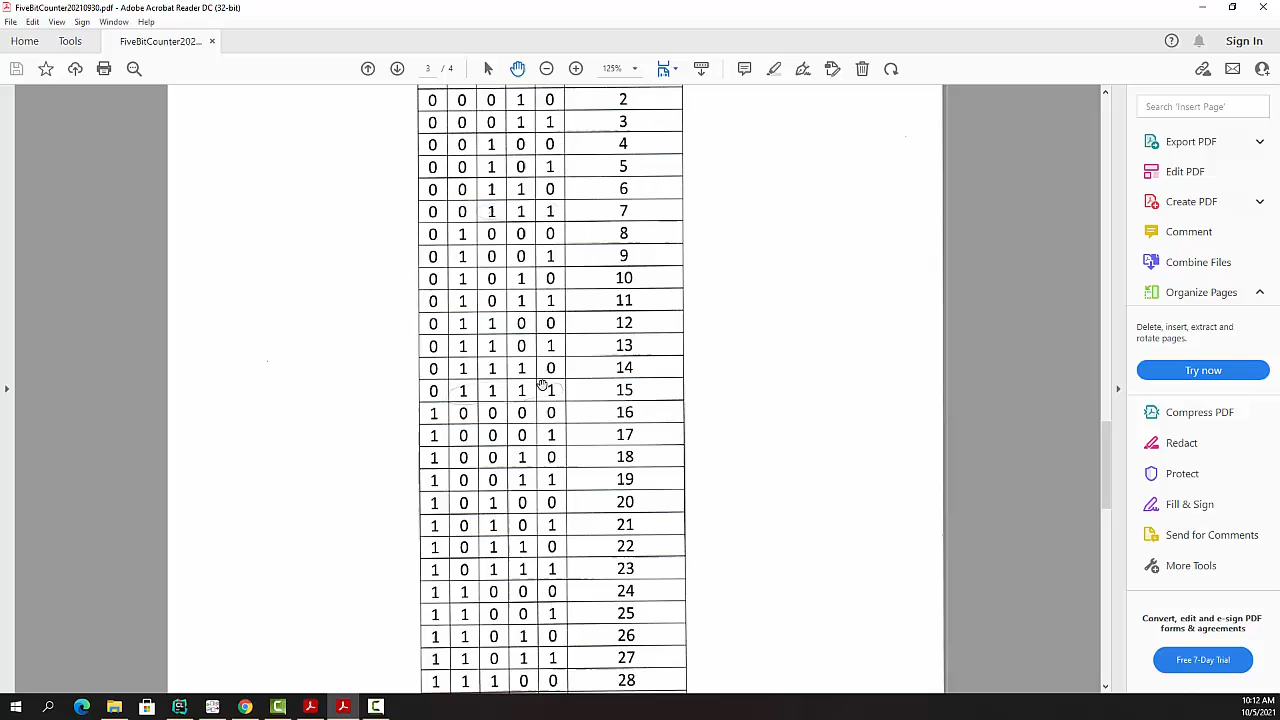 FiveBitCounter20210930.pdf - Adobe Acrobat Reader DC (32-bit)
File Edit View Sign Window Help
Home Tools FiveBitCounter202... × Sign In
3 / 4 125%
0 0 0 1 0 2
0 0 0 1 1 3
0 0 1 0 0 4
0 0 1 0 1 5
0 0 1 1 0 6
0 0 1 1 1 7
0 1 0 0 0 8
0 1 0 0 1 9
0 1 0 1 0 10
0 1 0 1 1 11
0 1 1 0 0 12
0 1 1 0 1 13
0 1 1 1 0 14
0 1 1 1 1 15
1 0 0 0 0 16
1 0 0 0 1 17
1 0 0 1 0 18
1 0 0 1 1 19
1 0 1 0 0 20
1 0 1 0 1 21
1 0 1 1 0 22
1 0 1 1 1 23
1 1 0 0 0 24
1 1 0 0 1 25
1 1 0 1 0 26
1 1 0 1 1 27
1 1 1 0 0 28
Search 'Insert Page'
Export PDF
Edit PDF
Create PDF
Comment
Combine Files
Organize Pages
Delete, insert, extract and
rotate pages.
Try now
Compress PDF
Redact
Protect
Fill & Sign
Send for Comments
More Tools
Convert, edit and e-sign PDF
forms & agreements
Free 7-Day Trial
10:12 AM
10/5/2021